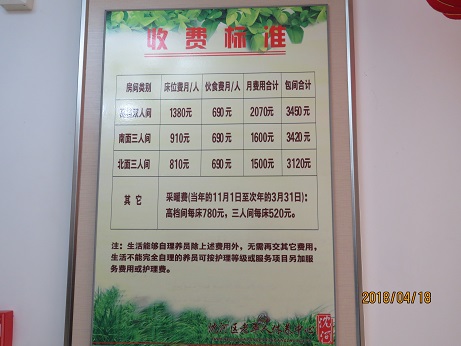 收费标准
房间类别 床位费月/人 伙食费月/人 月费用合计 包间合计
双人间 1380元 690元 2070元 3450元
南面三人间 910元 690元 1600元 3420元
北面三人间 810元 690元 1500元 3120元
其它 采暖费(当年的11月1日至次年的3月31日):
高档间每床780元,三人间每床520元。
注:生活能够自理养员除上述费用外,无需再交其它费用,
生活不能完全自理的养员可按护理等级或服务项目另加服
务费用或护理费。
2018/04/18